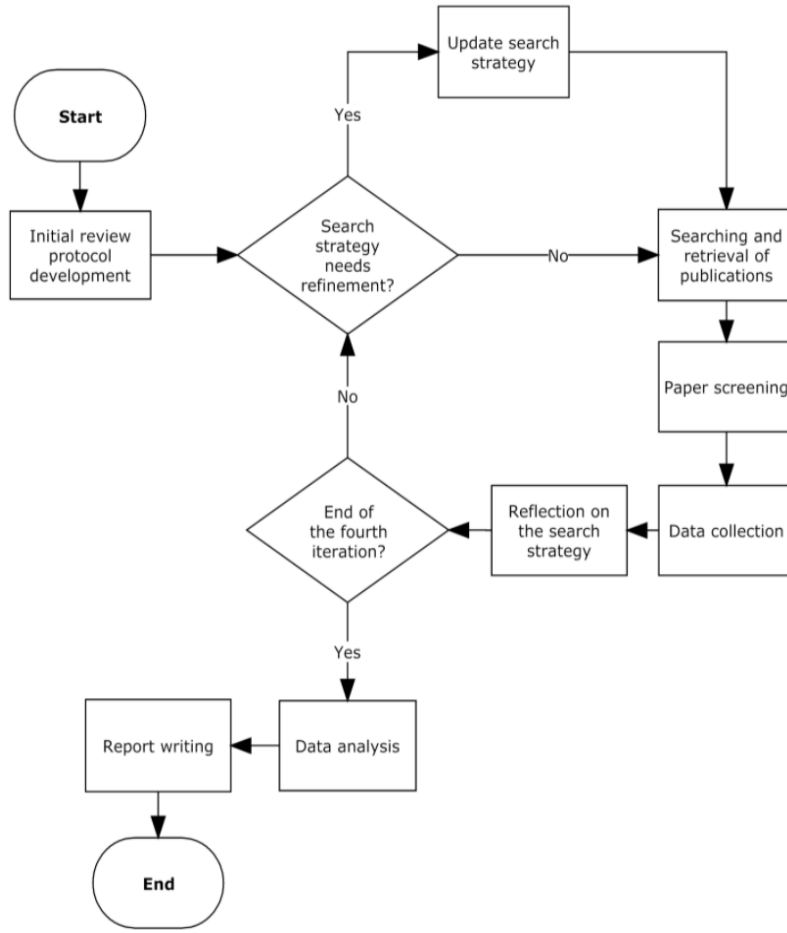 Update search
strategy
Yes
Start
Initial review
protocol
development
Search
strategy
needs
refinement?
No
Searching and
retrieval of
publications
Paper screening
No
End of
the fourth
iteration?
Reflection on
the search
strategy
Data collection
Yes
Report writing
Data analysis
End